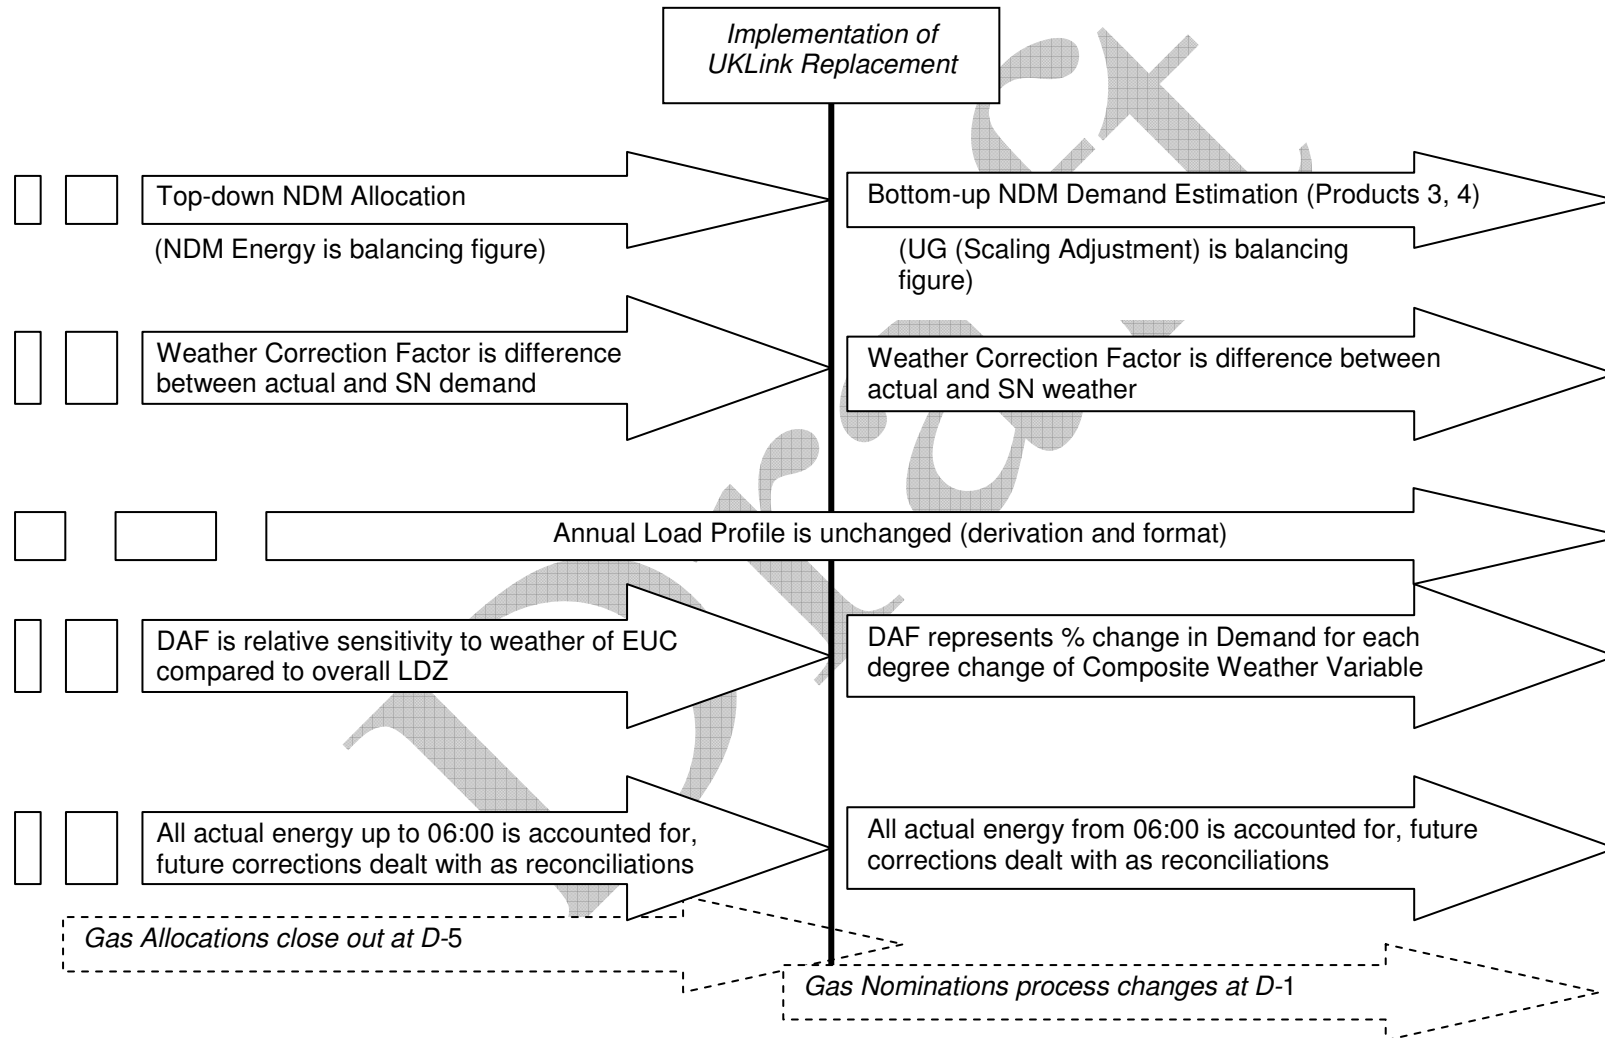 Implementation of
UKLink Replacement
Top-down NDM Allocation
(NDM Energy is balancing figure)
Bottom-up NDM Demand Estimation (Products 3, 4)
(UG (Scaling Adjustment) is balancing
figure)
Weather Correction Factor is difference
between actual and SN demand
Weather Correction Factor is difference between
actual and SN weather
Annual Load Profile is unchanged (derivation and format)
DAF is relative sensitivity to weather of EUC
compared to overall LDZ
DAF represents % change in Demand for each
degree change of Composite Weather Variable
All actual energy up to 06:00 is accounted for,
future corrections dealt with as reconciliations
All actual energy from 06:00 is accounted for, future
corrections dealt with as reconciliations
Gas Allocations close out at D-5
Gas Nominations process changes at D-1
Draft